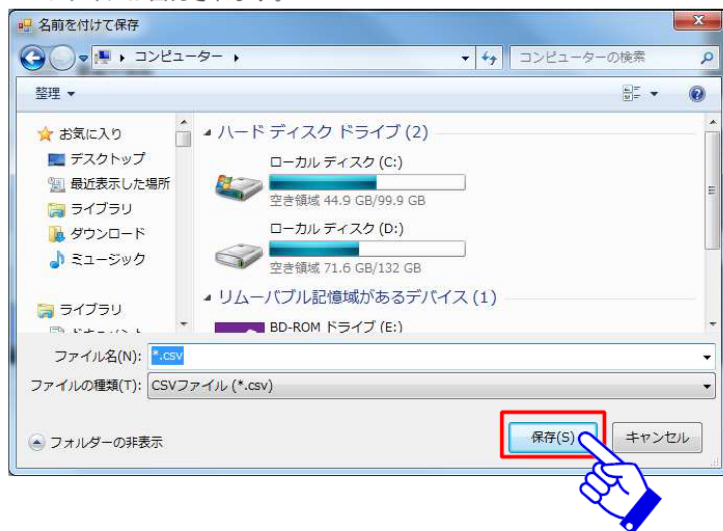 名前を付けて保存
コンピューター
コンピューターの検索
整理
お気に入り
デスクトップ
最近表示した場所
ライブラリ
ダウンロード
ミュージック
ライブラリ
ハード ディスク ドライブ (2)
ローカル ディスク (C:)
空き領域 44.9 GB/99.9 GB
ローカル ディスク (D:)
空き領域 71.6 GB/132 GB
リムーバブル記憶域があるデバイス (1)
BD-ROM ドライブ (E:)
ファイル名(N): *.csv
ファイルの種類(T): CSVファイル (*.csv)
フォルダーの非表示
保存(S)
キャンセル